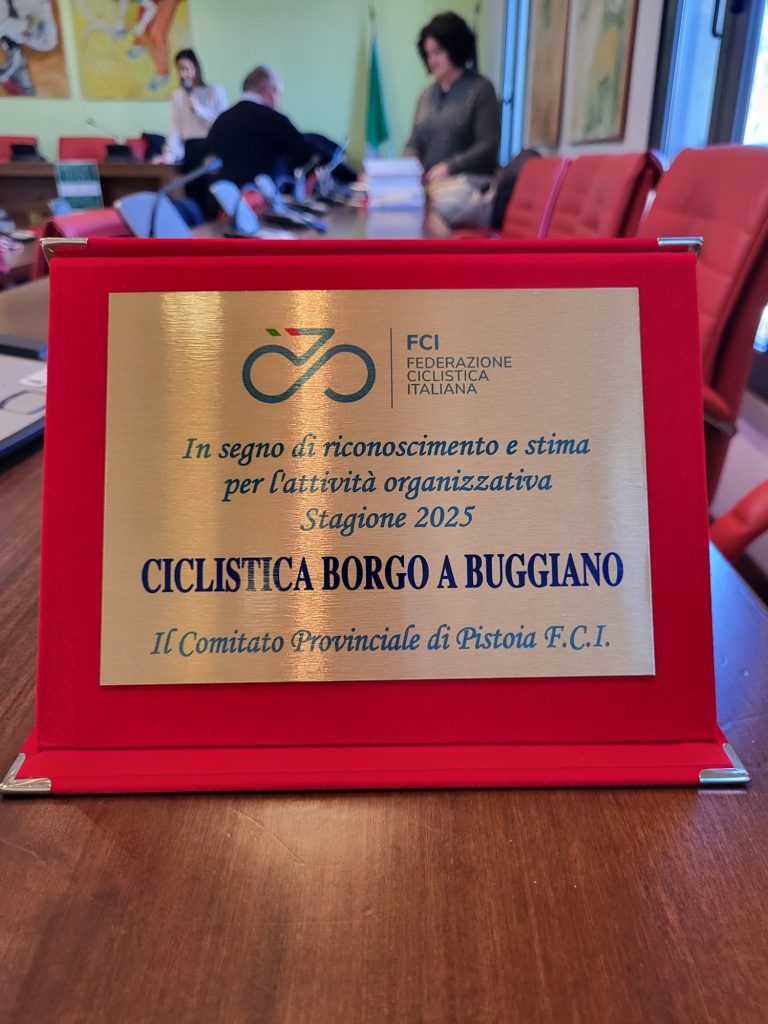 FCI
FEDERAZIONE
CICLISTICA
ITALIANA
In segno di riconoscimento e stima
per l'attività organizzativa
Stagione 2025
CICLISTICA BORGO A BUGGIANO
Il Comitato Provinciale di Pistoia F.C.I.